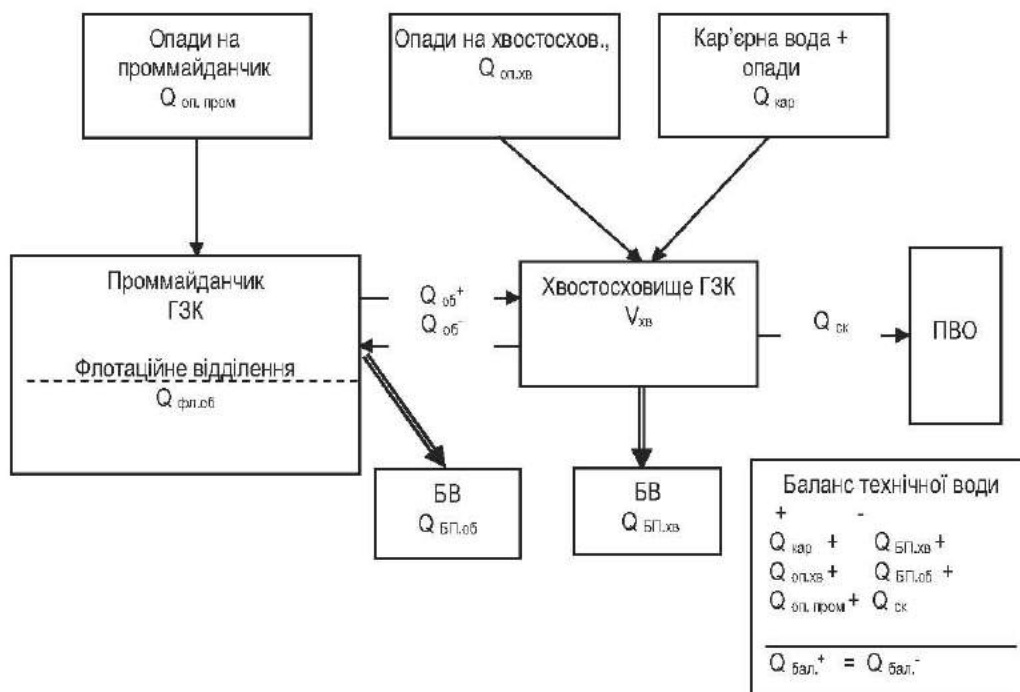 Опади на
проммайданчик
Q оп. пром
Опади на хвостосхов.,
Q оп.хв
Кар’єрна вода +
опади
Q кар
Проммайданчик
ГЗК
Флотаційне відділення
Q фл.об
Q об+
Q об-
Хвостосховище ГЗК
V хв
Q ск
ПВО
БВ
Q БП.об
БВ
Q БП.хв
Баланс технічної води
+ -
Q кар + Q БП.хв +
Q оп.хв + Q БП.об +
Q оп. пром + Q ск
Q бал.+ = Q бал.-